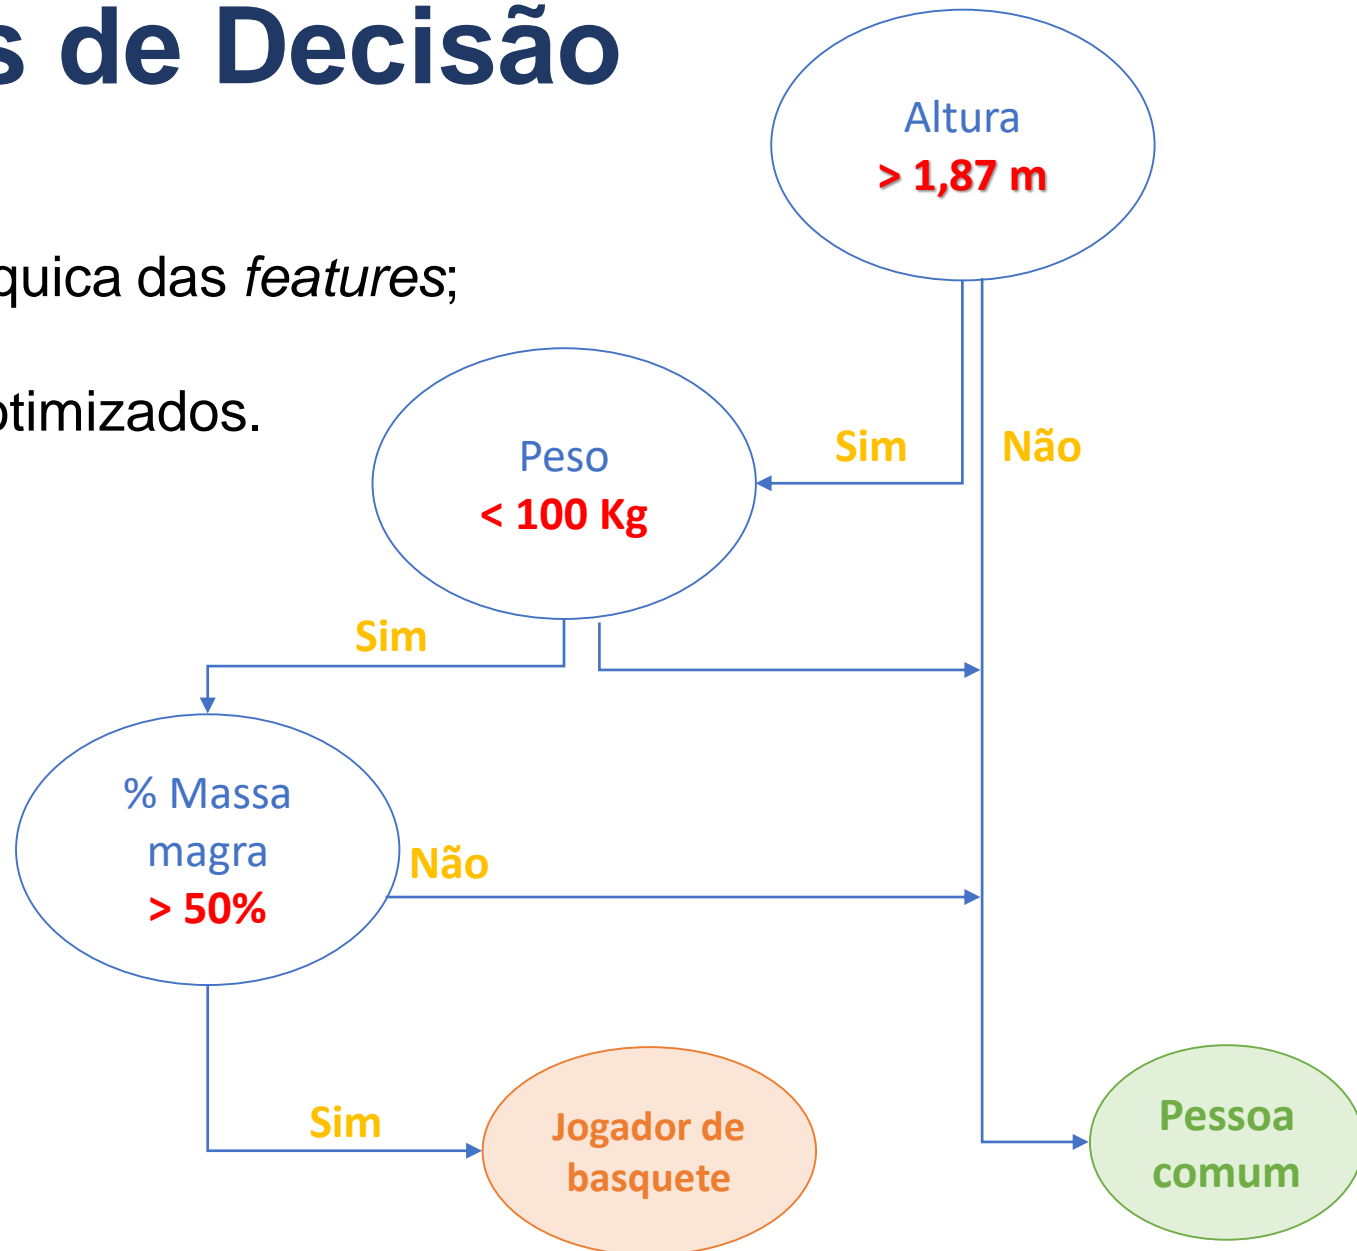 s de Decisão
quica das features;
otimizados.
Altura
> 1,87 m
Sim
Não
Peso
< 100 Kg
Sim
% Massa
magra
> 50%
Não
Sim
Jogador de
basquete
Pessoa
comum